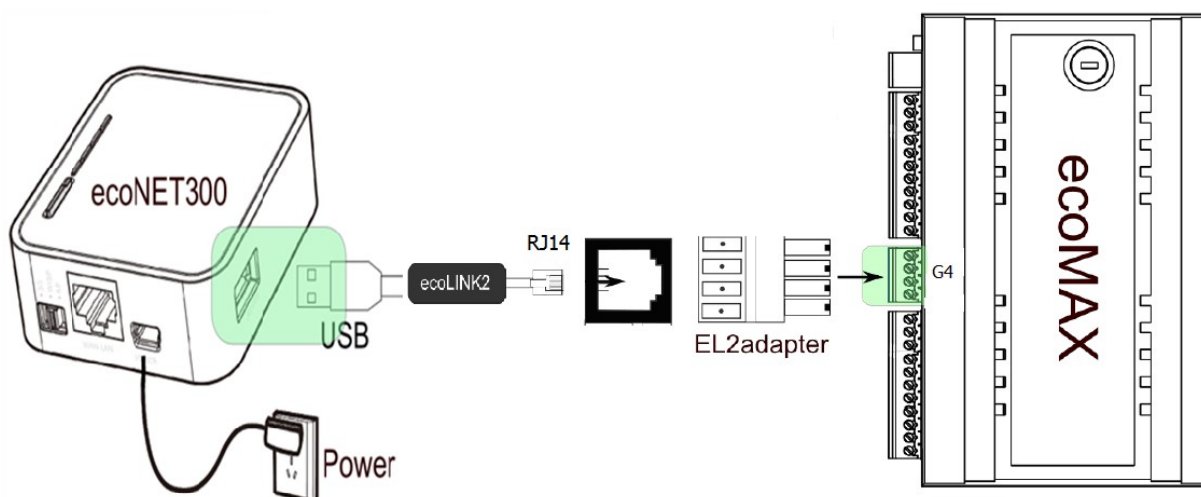 ecoNET300
USB
ecoLINK2
RJ14
EL2adapter
G4
ecoMAX
Power